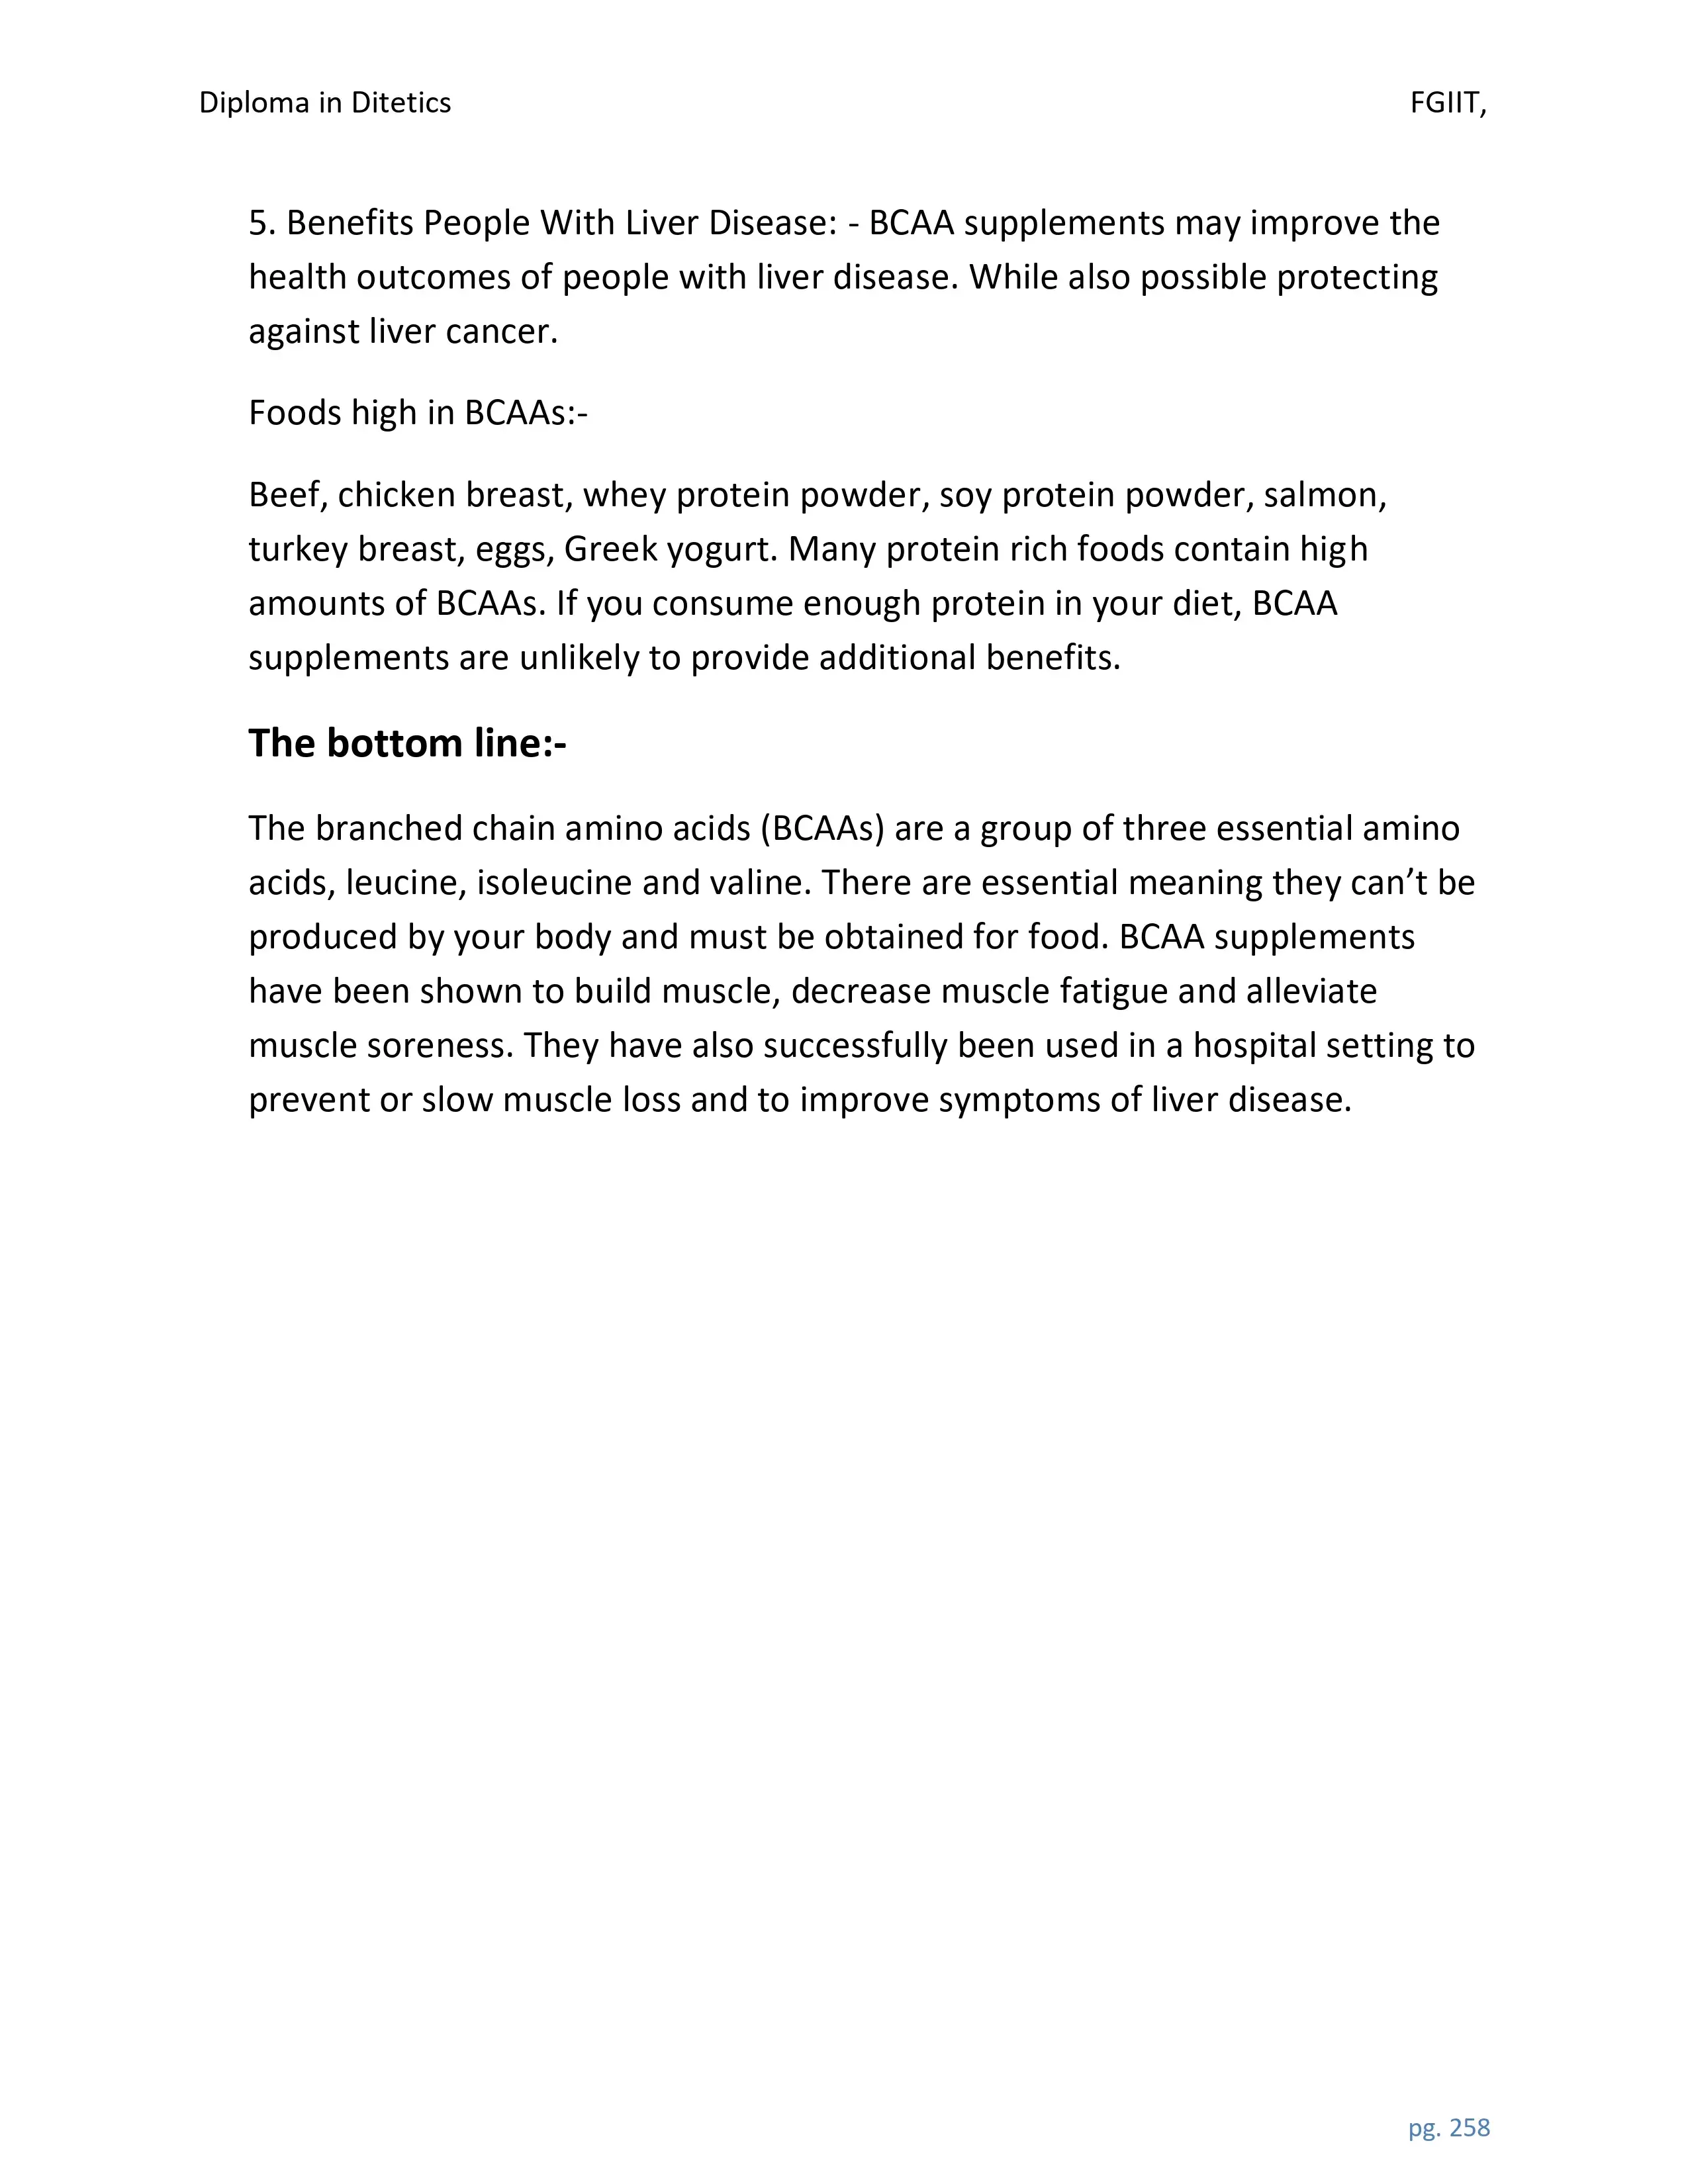 Diploma in Ditetics FGIIT,
5. Benefits People With Liver Disease: - BCAA supplements may improve the
health outcomes of people with liver disease. While also possible protecting
against liver cancer.
Foods high in BCAAs:-
Beef, chicken breast, whey protein powder, soy protein powder, salmon,
turkey breast, eggs, Greek yogurt. Many protein rich foods contain high
amounts of BCAAs. If you consume enough protein in your diet, BCAA
supplements are unlikely to provide additional benefits.
The bottom line:-
The branched chain amino acids (BCAAs) are a group of three essential amino
acids, leucine, isoleucine and valine. There are essential meaning they can’t be
produced by your body and must be obtained for food. BCAA supplements
have been shown to build muscle, decrease muscle fatigue and alleviate
muscle soreness. They have also successfully been used in a hospital setting to
prevent or slow muscle loss and to improve symptoms of liver disease.
pg. 258